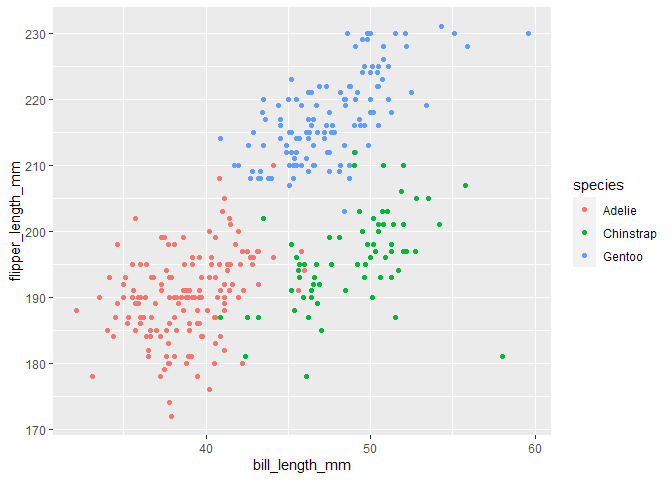 230
220
210
200
190
180
170
flipper_length_mm
40
50
60
bill_length_mm
species
Adelie
Chinstrap
Gentoo